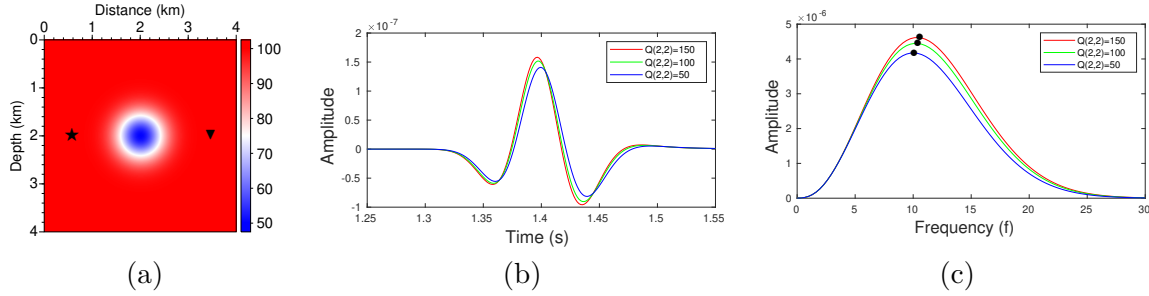 Distance (km)
0 1 2 3 4
Depth (km)
0
1
2
3
4
100
90
80
70
60
50
(a)
×10⁻⁷
Amplitude
2
1.5
1
0.5
0
-0.5
-1
1.25 1.3 1.35 1.4 1.45 1.5 1.55
Time (s)
Q(2,2)=150
Q(2,2)=100
Q(2,2)=50
(b)
×10⁻⁶
Amplitude
5
4
3
2
1
0
0 5 10 15 20 25 30
Frequency (f)
Q(2,2)=150
Q(2,2)=100
Q(2,2)=50
(c)